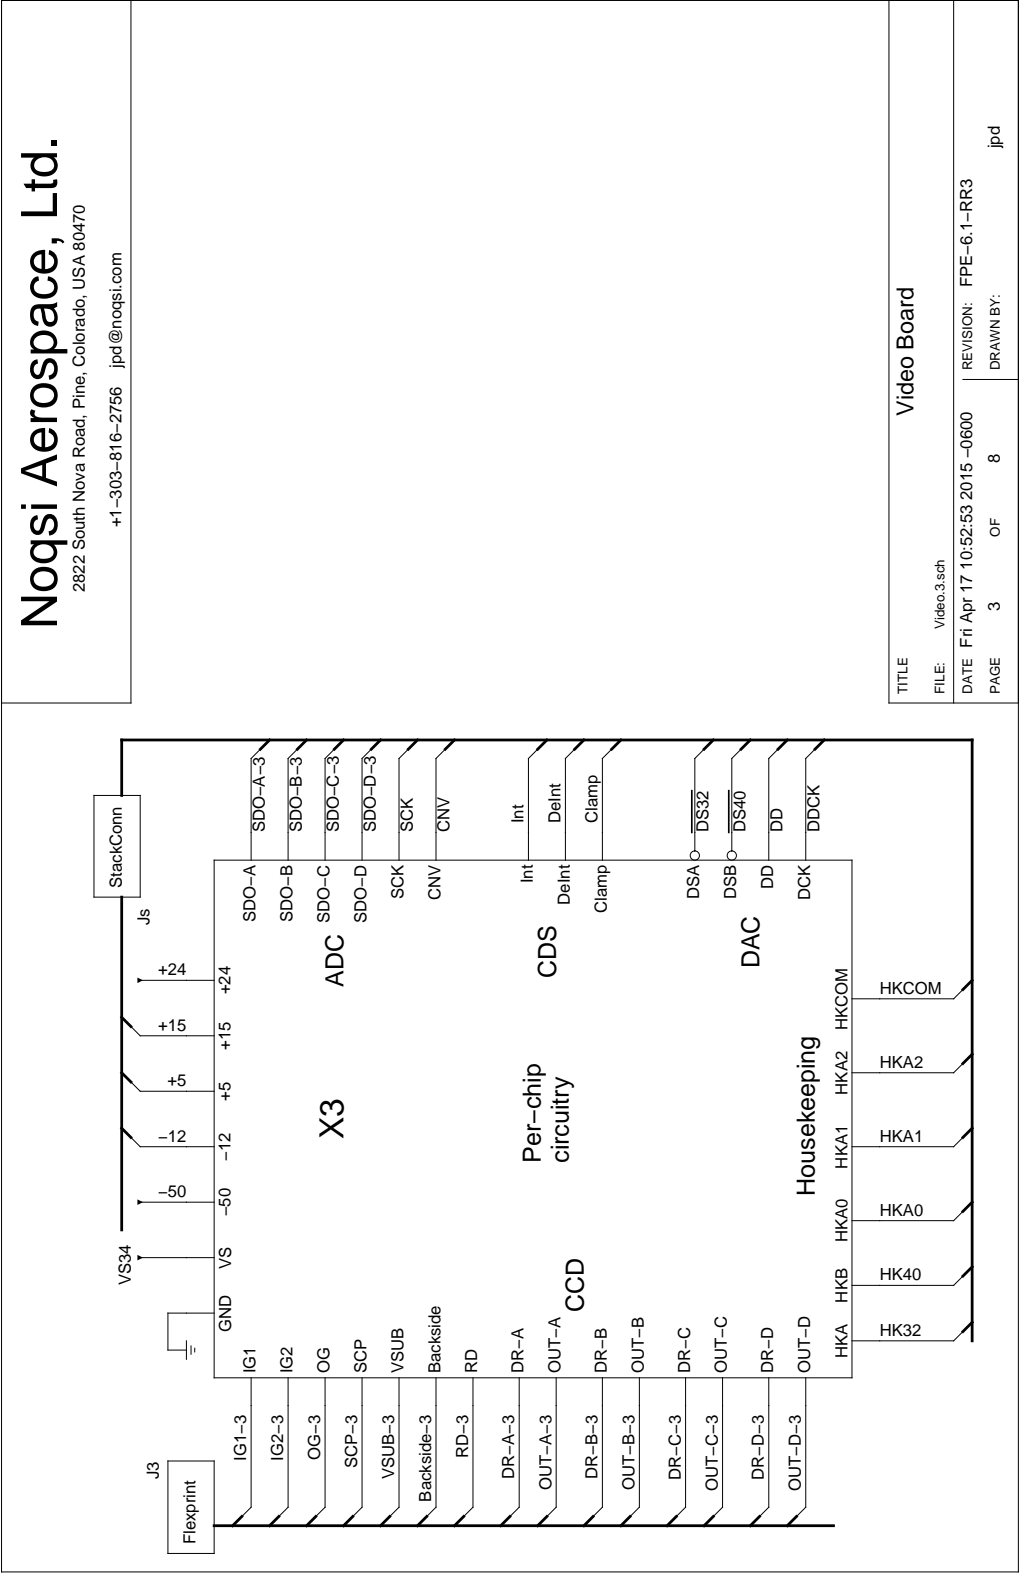 Noqsi Aerospace, Ltd.
2822 South Nova Road, Pine, Colorado, USA 80470
+1−303−816−2756 jpd@noqsi.com
J3
Flexprint
StackConn
Js
VS34
−50
−12
+5
+15
+24
GND
VS
−50
−12
+5
+15
+24
X3
Per−chip
circuitry
CCD
ADC
CDS
DAC
Housekeeping
IG1−3
IG2−3
OG−3
SCP−3
VSUB−3
Backside−3
RD−3
DR−A−3
OUT−A−3
DR−B−3
OUT−B−3
DR−C−3
OUT−C−3
DR−D−3
OUT−D−3
IG1
IG2
OG
SCP
VSUB
Backside
RD
DR−A
OUT−A
DR−B
OUT−B
DR−C
OUT−C
DR−D
OUT−D
SDO−A
SDO−B
SDO−C
SDO−D
SCK
CNV
Int
DeInt
Clamp
DSA
DSB
DD
DCK
SDO−A−3
SDO−B−3
SDO−C−3
SDO−D−3
SCK
CNV
Int
DeInt
Clamp
DS32
DS40
DD
DDCK
HKA
HKB
HKA0
HKA1
HKA2
HKCOM
HK32
HK40
HKA0
HKA1
HKA2
HKCOM
TITLE
Video Board
FILE: Video.3.sch
DATE Fri Apr 17 10:52:53 2015 −0600
REVISION: FPE−6.1−RR3
PAGE 3 OF 8
DRAWN BY: jpd